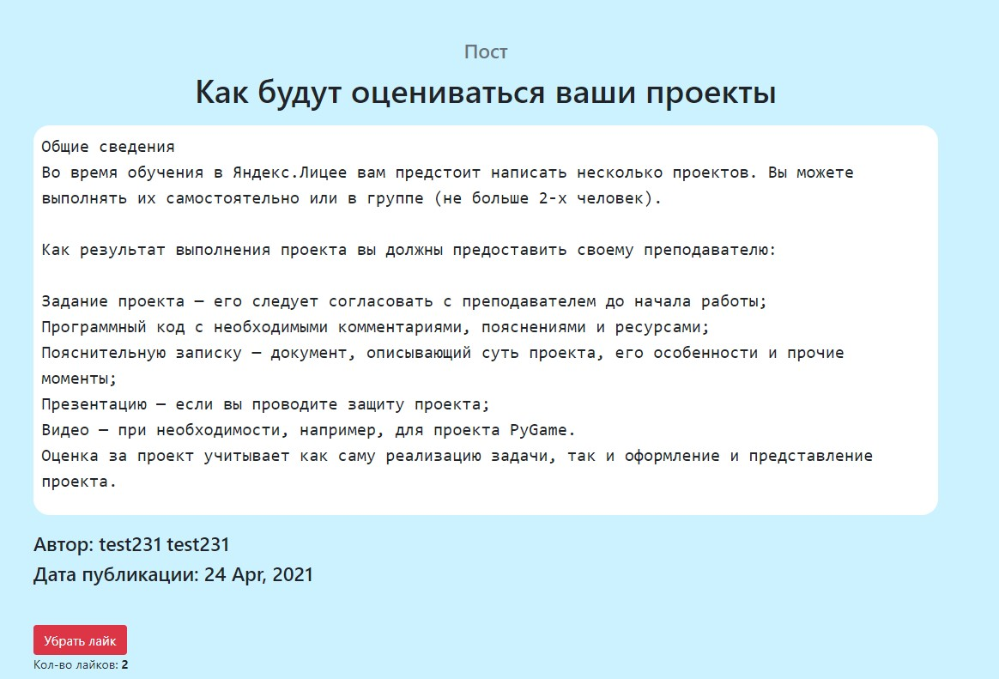 Пост
Как будут оцениваться ваши проекты
Общие сведения
Во время обучения в Яндекс.Лицее вам предстоит написать несколько проектов. Вы можете
выполнять их самостоятельно или в группе (не больше 2-х человек).
Как результат выполнения проекта вы должны предоставить своему преподавателю:
Задание проекта — его следует согласовать с преподавателем до начала работы;
Программный код с необходимыми комментариями, пояснениями и ресурсами;
Пояснительную записку — документ, описывающий суть проекта, его особенности и прочие
моменты;
Презентацию — если вы проводите защиту проекта;
Видео — при необходимости, например, для проекта PyGame.
Оценка за проект учитывает как саму реализацию задачи, так и оформление и представление
проекта.
Автор: test231 test231
Дата публикации: 24 Apr, 2021
Убрать лайк
Кол-во лайков: 2